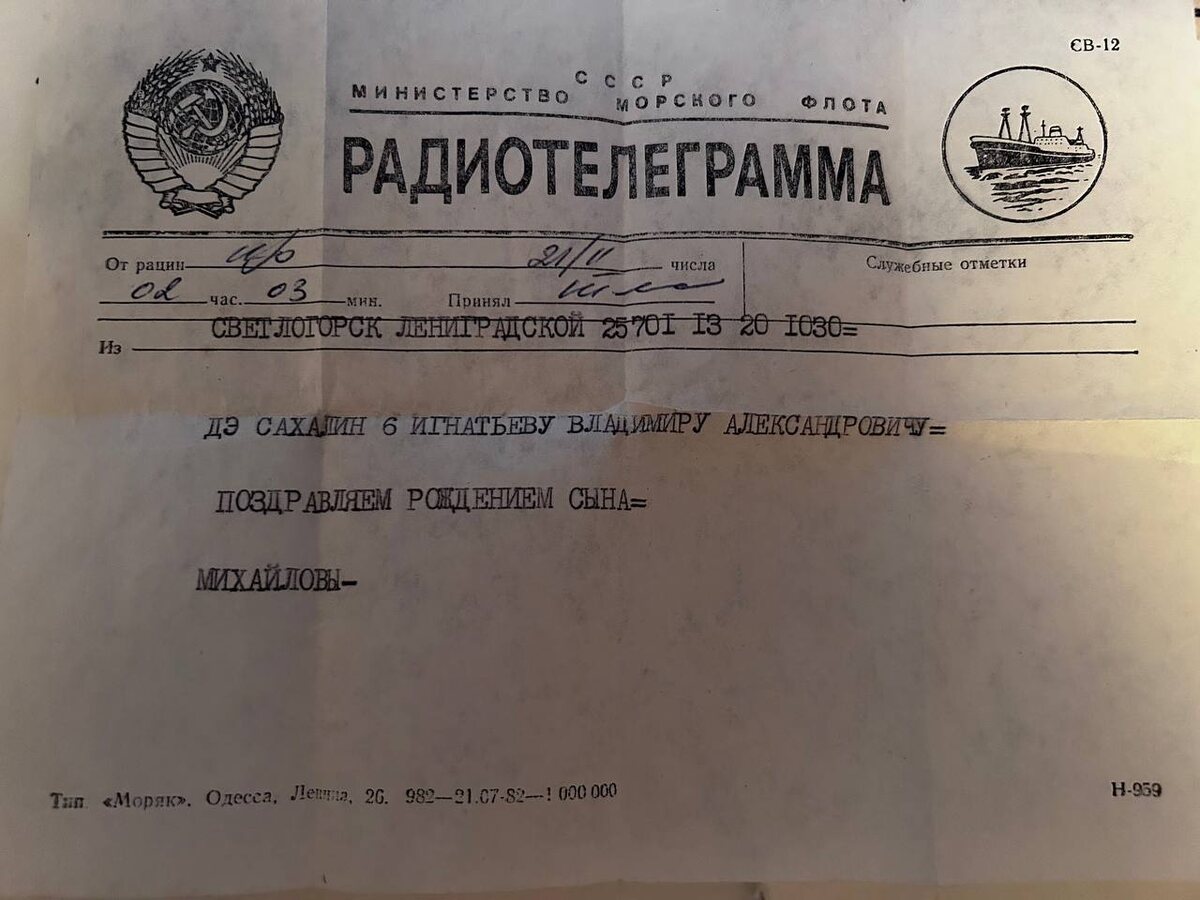 СВ-12
СССР
МИНИСТЕРСТВО МОРСКОГО ФЛОТА
РАДИОТЕЛЕГРАММА
От рации 21/II числа
Служебные отметки
02 час. 03 мин. Принял
СВЕТЛОГОРСК ЛЕНИГРАДСКОЙ 25701 13 20 1030=
Из
ДЭ САХАЛИН 6 ИГНАТЬЕВУ ВЛАДИМИРУ АЛЕКСАНДРОВИЧУ=
ПОЗДРАВЛЯЕМ РОЖДЕНИЕМ СЫНА=
МИХАЙЛОВЫ-
Тип. «Моряк», Одесса, Ленина, 26. 982—21.07-82—1 000 000
Н-959